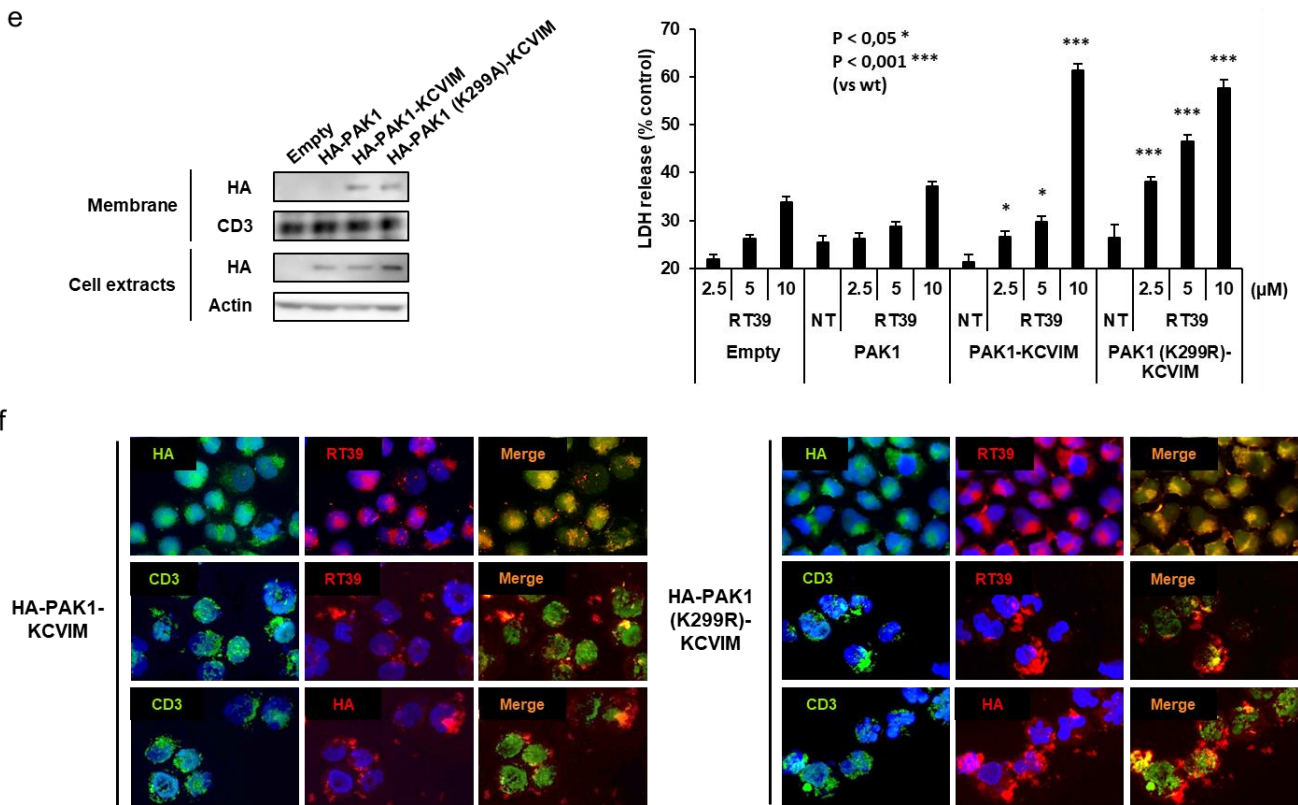 e
Empty
HA-PAK1
HA-PAK1-KCVIM
HA-PAK1 (K299A)-KCVIM
Membrane
HA
CD3
Cell extracts
HA
Actin
LDH release (% control)
70
60
50
40
30
20
P < 0,05 *
P < 0,001 ***
(vs wt)
* * *** *** *** ***
2.5 5 10 2.5 5 10 2.5 5 10 2.5 5 10 (µM)
RT39 NT RT39 NT RT39 NT RT39
Empty PAK1 PAK1-KCVIM PAK1 (K299R)-
KCVIM
f
HA-PAK1-
KCVIM
HA RT39 Merge
CD3 RT39 Merge
CD3 HA Merge
HA-PAK1
(K299R)-
KCVIM
HA RT39 Merge
CD3 RT39 Merge
CD3 HA Merge